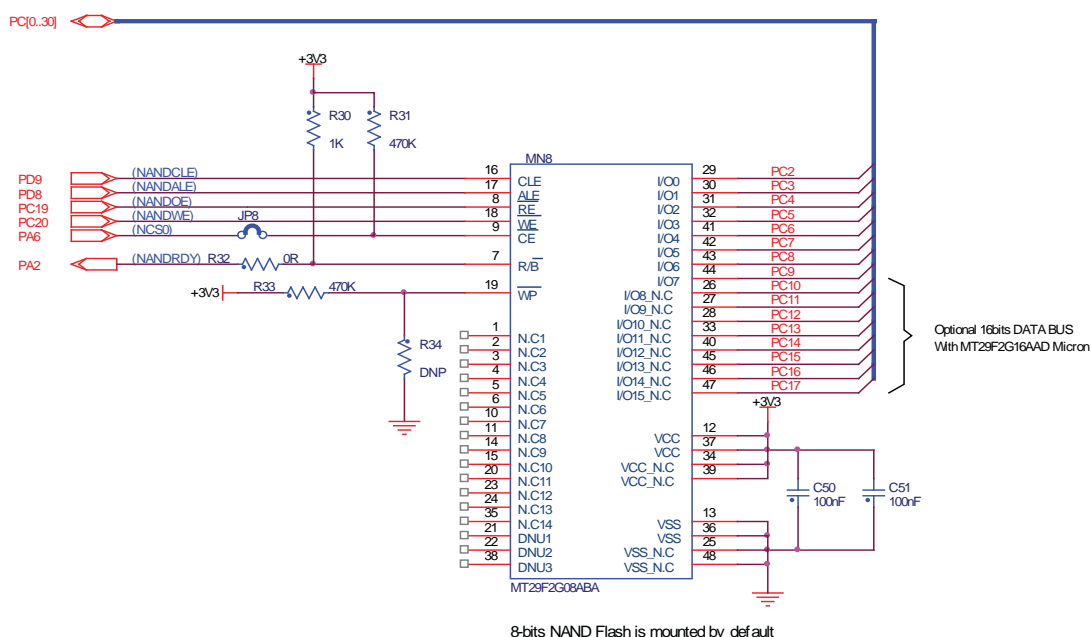 PC[0..30]
+3V3
R30
1K
R31
470K
MN8
PD9 (NANDCLE) 16 CLE
PD8 (NANDALE) 17 ALE
PC19 (NANDOE) 8 RE
PC20 (NANDWE) 18 WE
PA6 (NCS0) JP8 9 CE
PA2 (NANDRDY) R32 0R 7 R/B
+3V3 R33 470K 19 WP
R34
DNP
1 N.C1
2 N.C2
3 N.C3
4 N.C4
5 N.C5
6 N.C6
10 N.C7
11 N.C8
14 N.C9
15 N.C10
20 N.C11
23 N.C12
24 N.C13
35 N.C14
21 DNU1
22 DNU2
38 DNU3
I/O0 29 PC2
I/O1 30 PC3
I/O2 31 PC4
I/O3 32 PC5
I/O4 41 PC6
I/O5 42 PC7
I/O6 43 PC8
I/O7 44 PC9
I/O8_N.C 26 PC10
I/O9_N.C 27 PC11
I/O10_N.C 28 PC12
I/O11_N.C 33 PC13
I/O12_N.C 40 PC14
I/O13_N.C 45 PC15
I/O14_N.C 46 PC16
I/O15_N.C 47 PC17
Optional 16bits DATA BUS
With MT29F2G16AAD Micron
+3V3
VCC 12
VCC 37
VCC_N.C 34
VCC_N.C 39
C50
100nF
C51
100nF
VSS 13
VSS 36
VSS_N.C 25
VSS_N.C 48
MT29F2G08ABA
8-bits NAND Flash is mounted by default